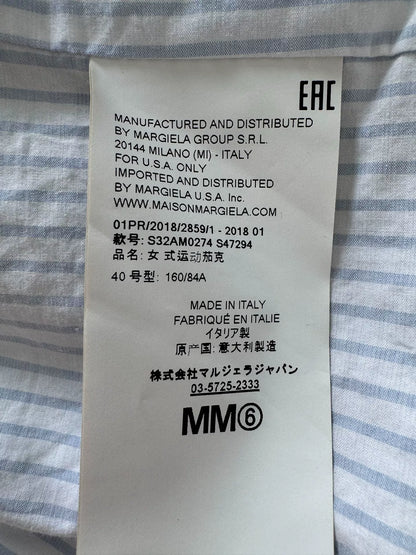 EAC
MANUFACTURED AND DISTRIBUTED
BY MARGIELA GROUP S.R.L.
20144 MILANO (MI) - ITALY
FOR U.S.A. ONLY
IMPORTED AND DISTRIBUTED
BY MARGIELA U.S.A. Inc.
WWW.MAISONMARGIELA.COM
01PR/2018/2859/1 - 2018 01
款号: S32AM0274 S47294
品名: 女 式运动茄克
40 号型: 160/84A
MADE IN ITALY
FABRIQUÉ EN ITALIE
イタリア製
原产国: 意大利製造
株式会社マルジェラジャパン
03-5725-2333
MM⑥